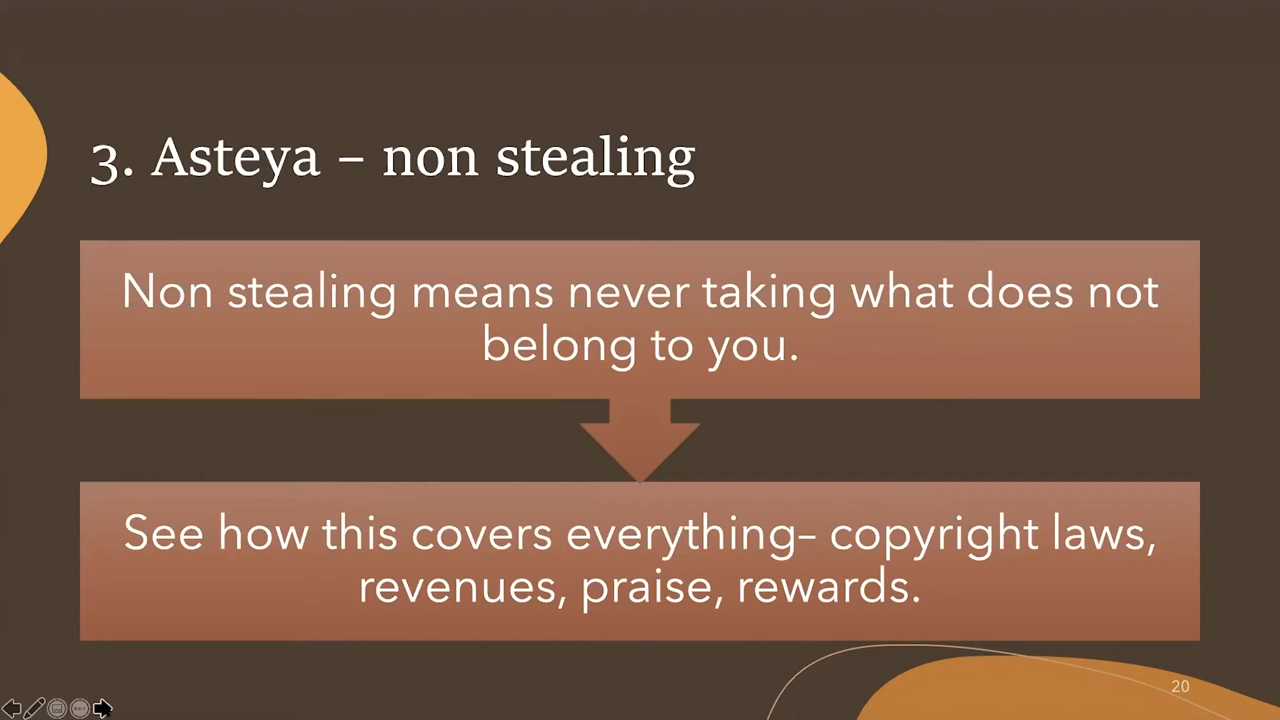 3. Asteya – non stealing
Non stealing means never taking what does not
belong to you.
See how this covers everything– copyright laws,
revenues, praise, rewards.
20